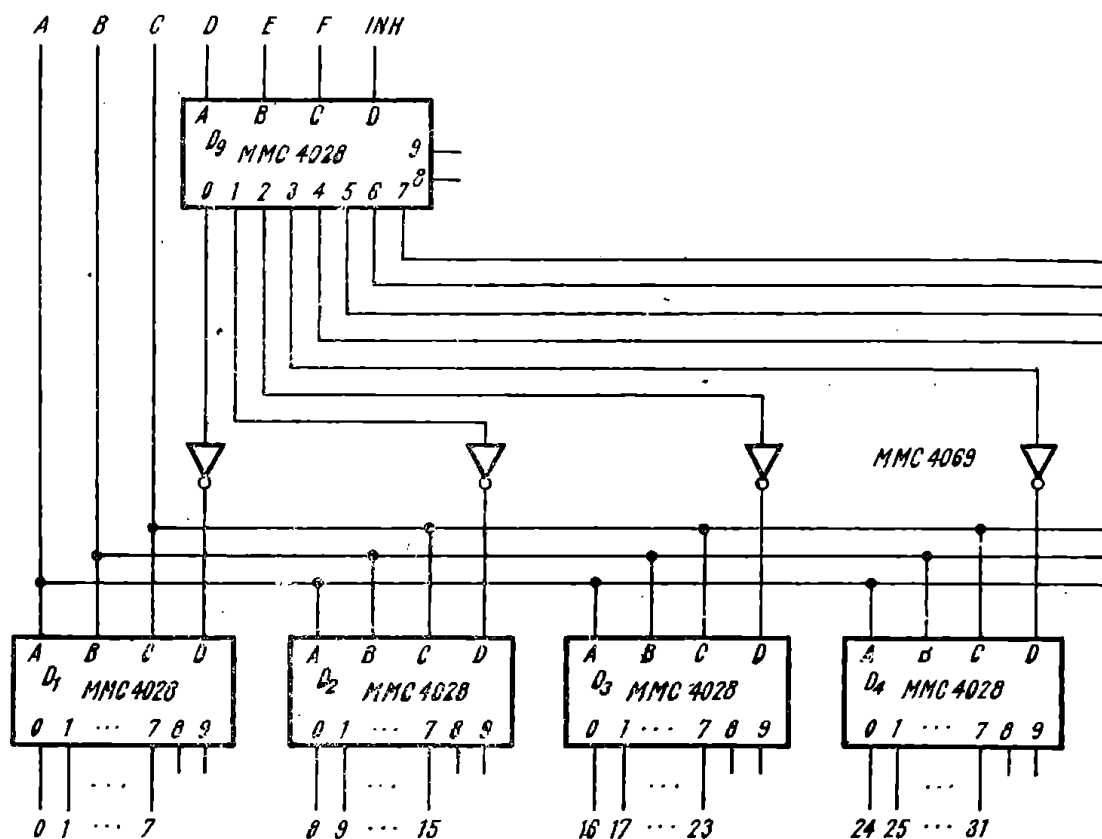 A B C D E F INH
A B C D
D9 MMC 4028 9
8
0 1 2 3 4 5 6 7
MMC 4069
A B C D A B C D A B C D A B C D
D1 MMC 4028 D2 MMC 4028 D3 MMC 4028 D4 MMC 4028
0 1 ... 7 8 9 0 1 ... 7 8 9 0 1 ... 7 8 9 0 1 ... 7 8 9
... ... ... ...
0 1 ... 7 8 9 ... 15 16 17 ... 23 24 25 ... 31